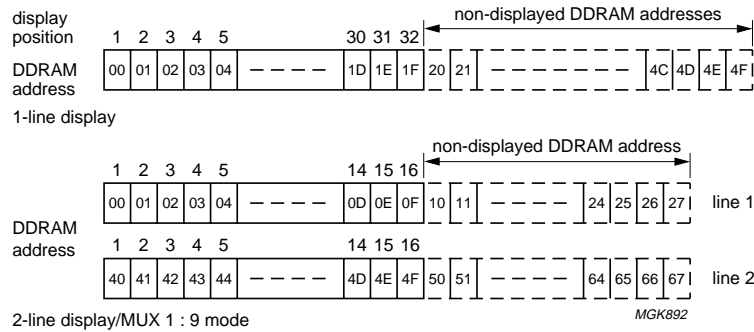 display position
non-displayed DDRAM addresses
1 2 3 4 5 30 31 32
DDRAM address
00 01 02 03 04 1D 1E 1F 20 21 4C 4D 4E 4F
1-line display
non-displayed DDRAM address
1 2 3 4 5 14 15 16
00 01 02 03 04 0D 0E 0F 10 11 24 25 26 27 line 1
DDRAM address
1 2 3 4 5 14 15 16
40 41 42 43 44 4D 4E 4F 50 51 64 65 66 67 line 2
MGK892
2-line display/MUX 1 : 9 mode